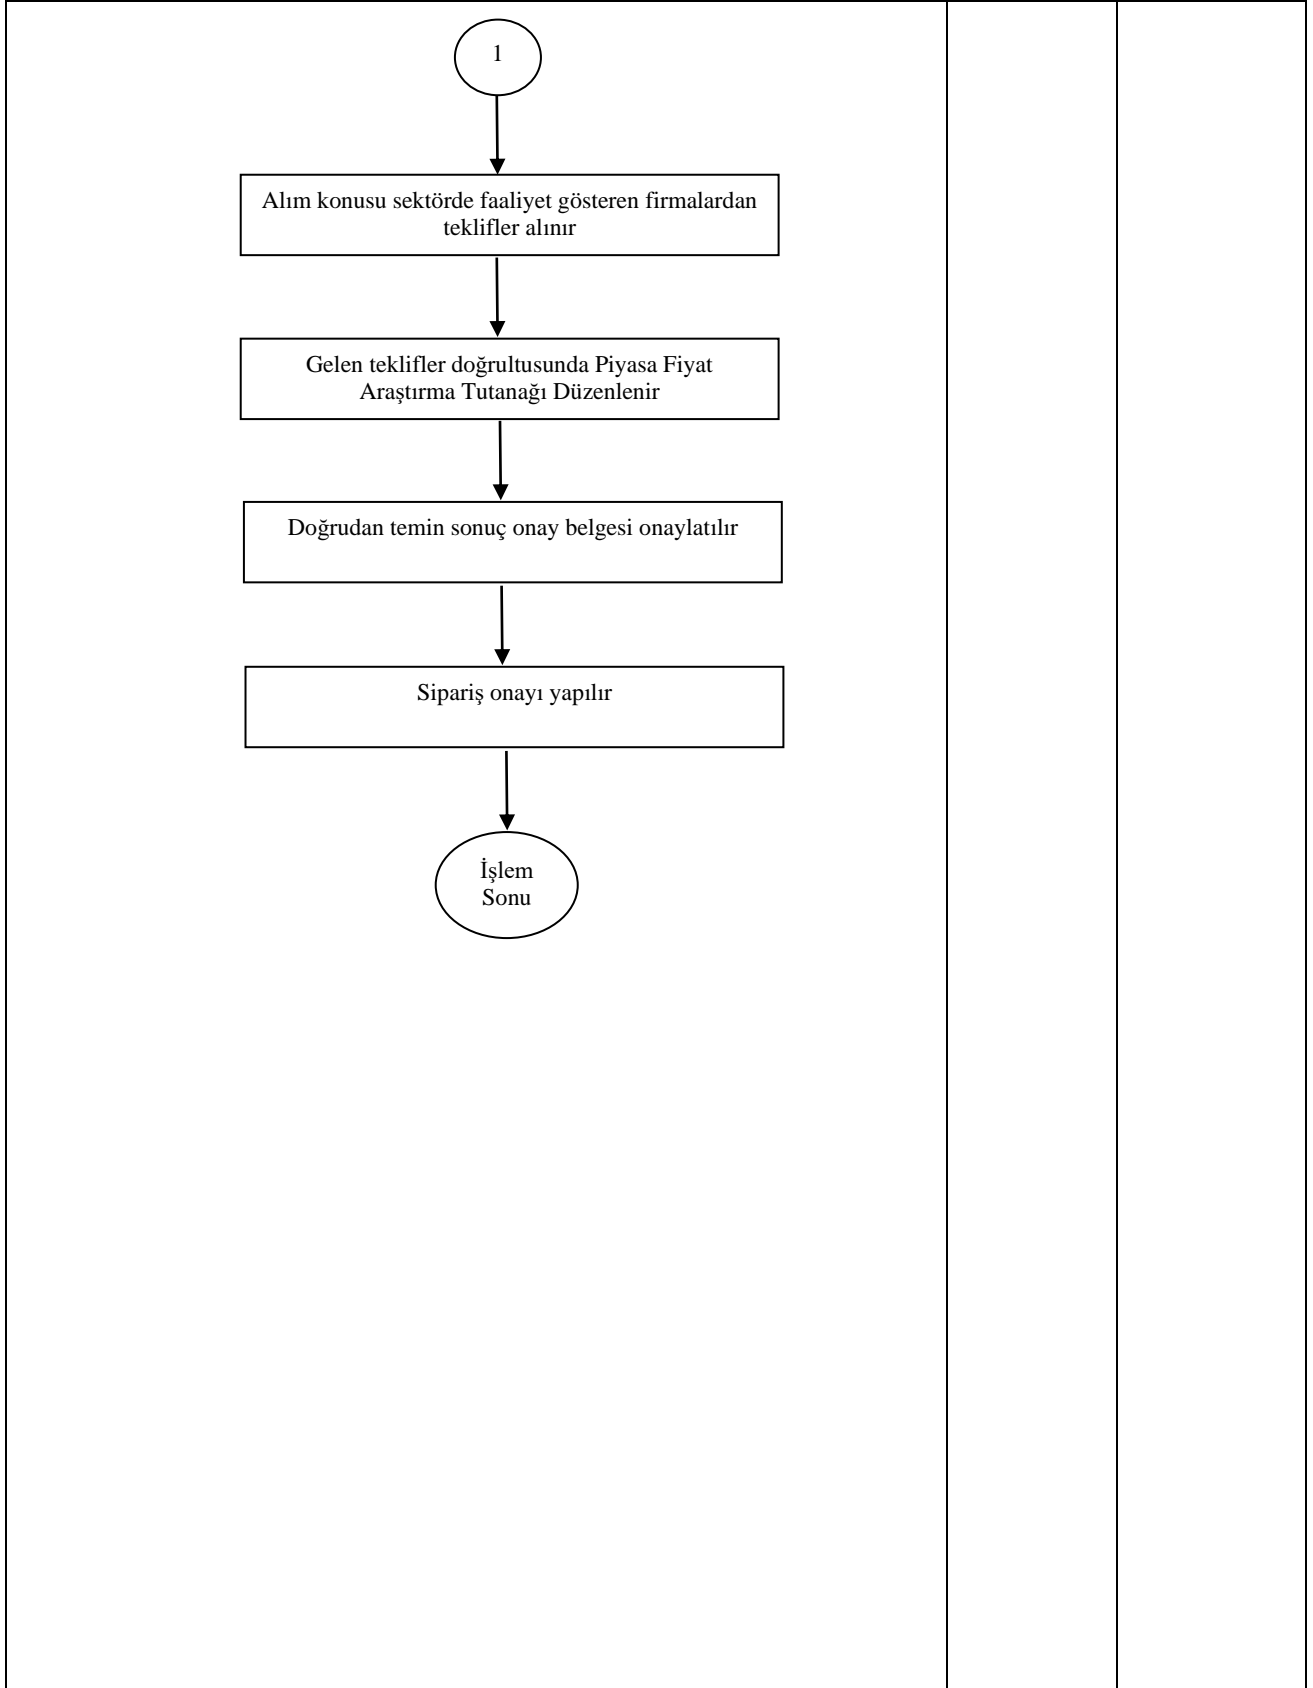 1
Alım konusu sektörde faaliyet gösteren firmalardan
teklifler alınır
Gelen teklifler doğrultusunda Piyasa Fiyat
Araştırma Tutanağı Düzenlenir
Doğrudan temin sonuç onay belgesi onaylatılır
Sipariş onayı yapılır
İşlem
Sonu